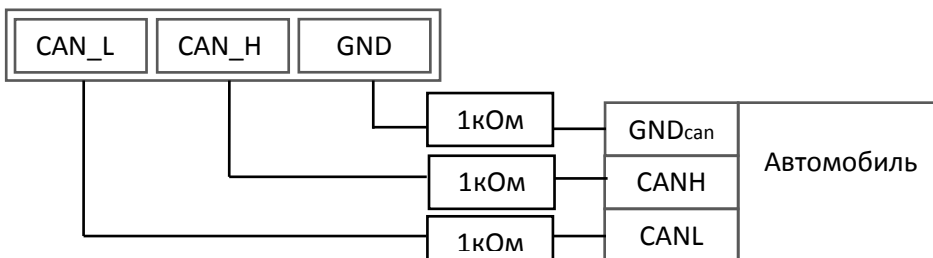 CAN_L CAN_H GND
1кОм GNDcan
Автомобиль
1кОм CANH
1кОм CANL